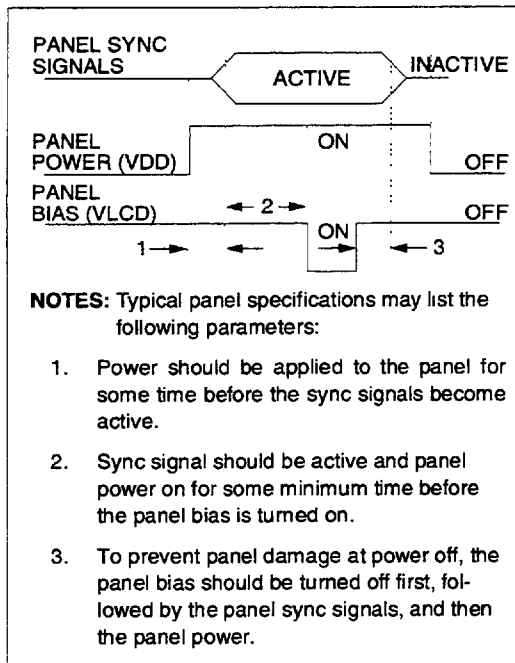 PANEL SYNC
SIGNALS
ACTIVE
INACTIVE
PANEL
POWER (VDD)
ON
OFF
PANEL
BIAS (VLCD)
2
ON
OFF
1
3
NOTES: Typical panel specifications may list the
following parameters:
1. Power should be applied to the panel for
some time before the sync signals become
active.
2. Sync signal should be active and panel
power on for some minimum time before
the panel bias is turned on.
3. To prevent panel damage at power off, the
panel bias should be turned off first, fol-
lowed by the panel sync signals, and then
the panel power.